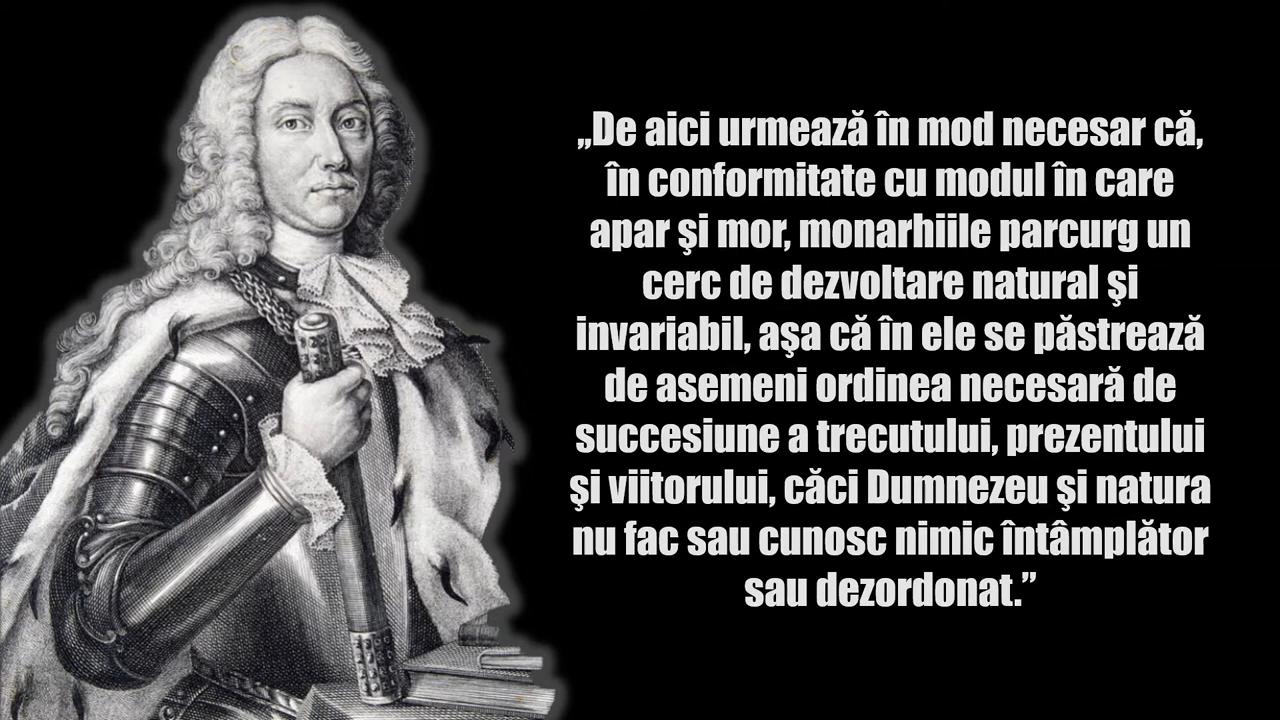 „De aici urmează în mod necesar că,
în conformitate cu modul în care
apar şi mor, monarhiile parcurg un
cerc de dezvoltare natural şi
invariabil, aşa că în ele se păstrează
de asemeni ordinea necesară de
succesiune a trecutului, prezentului
şi viitorului, căci Dumnezeu şi natura
nu fac sau cunosc nimic întâmplător
sau dezordonat.”